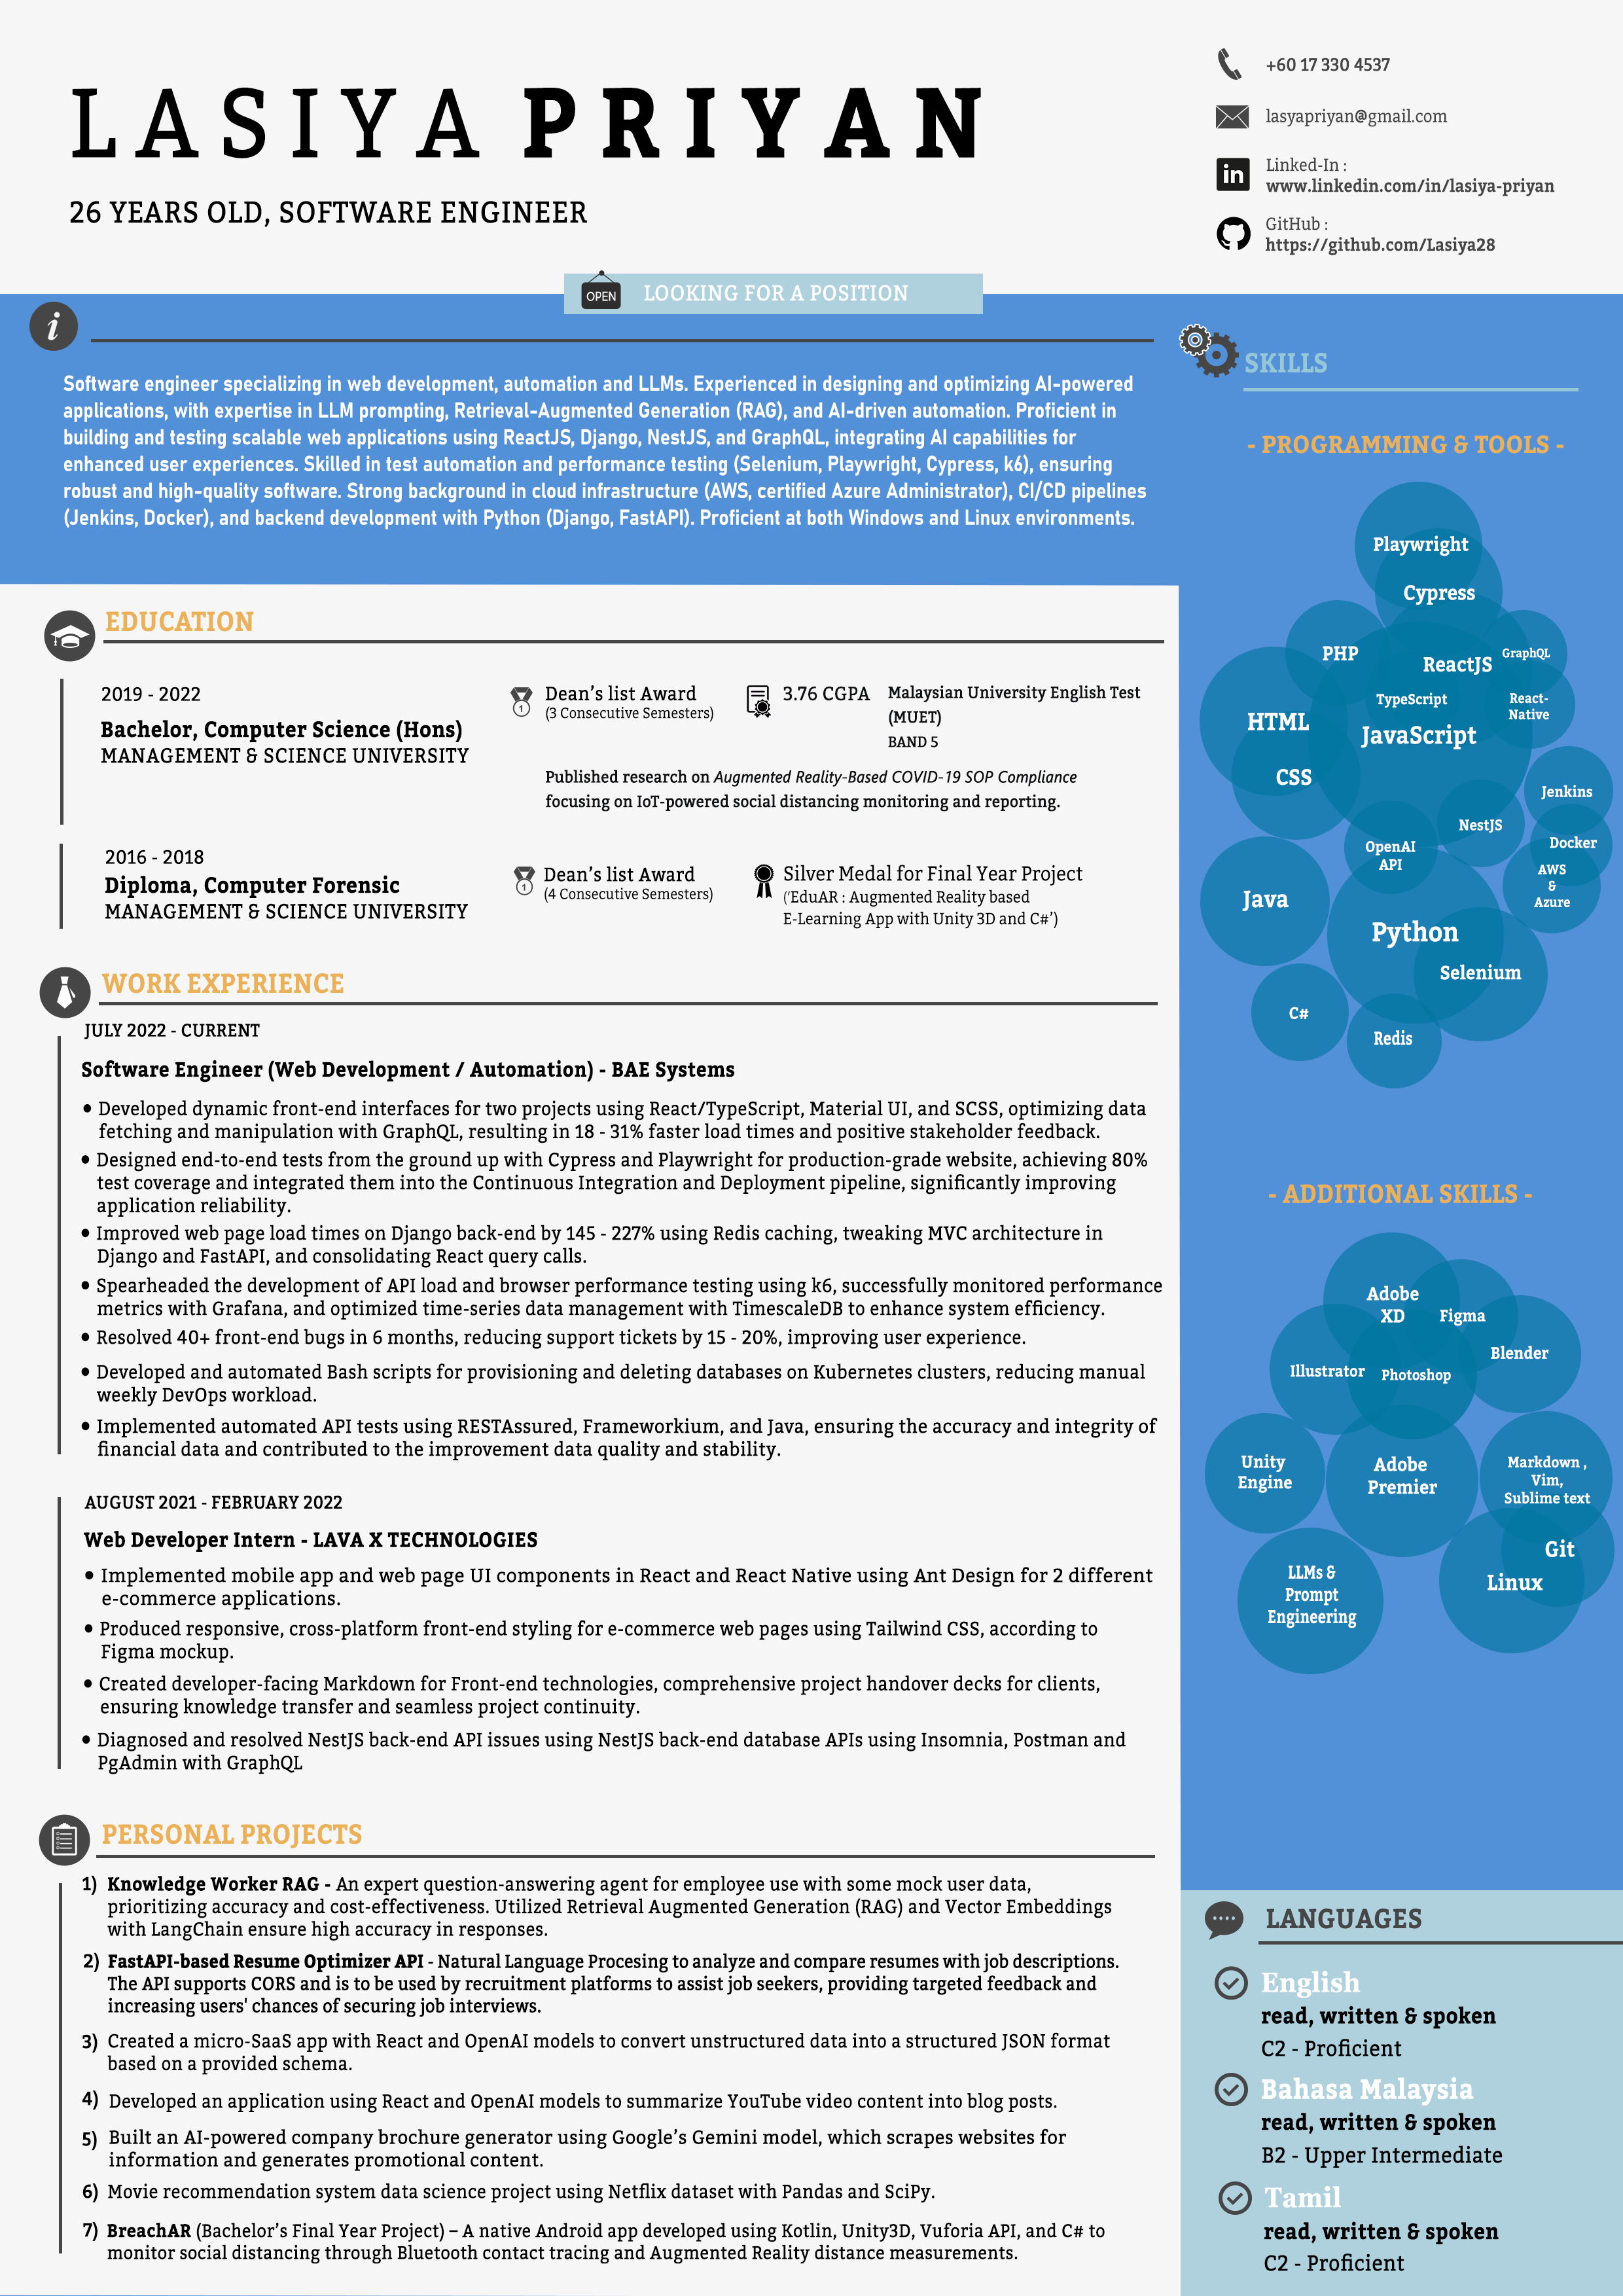 LASIYA PRIYAN
26 YEARS OLD, SOFTWARE ENGINEER
+60 17 330 4537
lasyapriyan@gmail.com
in
Linked-In :
www.linkedin.com/in/lasiya-priyan
GitHub :
https://github.com/Lasiya28
OPEN
LOOKING FOR A POSITION
i
Software engineer specializing in web development, automation and LLMs. Experienced in designing and optimizing AI-powered
applications, with expertise in LLM prompting, Retrieval-Augmented Generation (RAG), and AI-driven automation. Proficient in
building and testing scalable web applications using ReactJS, Django, NestJS, and GraphQL, integrating AI capabilities for
enhanced user experiences. Skilled in test automation and performance testing (Selenium, Playwright, Cypress, k6), ensuring
robust and high-quality software. Strong background in cloud infrastructure (AWS, certified Azure Administrator), CI/CD pipelines
(Jenkins, Docker), and backend development with Python (Django, FastAPI). Proficient at both Windows and Linux environments.
EDUCATION
2019 - 2022
Bachelor, Computer Science (Hons)
MANAGEMENT & SCIENCE UNIVERSITY
1
Dean's list Award
(3 Consecutive Semesters)
3.76 CGPA
Malaysian University English Test
(MUET)
BAND 5
Published research on Augmented Reality-Based COVID-19 SOP Compliance
focusing on IoT-powered social distancing monitoring and reporting.
2016 - 2018
Diploma, Computer Forensic
MANAGEMENT & SCIENCE UNIVERSITY
1
Dean's list Award
(4 Consecutive Semesters)
Silver Medal for Final Year Project
('EduAR : Augmented Reality based
E-Learning App with Unity 3D and C#')
WORK EXPERIENCE
JULY 2022 - CURRENT
Software Engineer (Web Development / Automation) - BAE Systems
• Developed dynamic front-end interfaces for two projects using React/TypeScript, Material UI, and SCSS, optimizing data
fetching and manipulation with GraphQL, resulting in 18 - 31% faster load times and positive stakeholder feedback.
• Designed end-to-end tests from the ground up with Cypress and Playwright for production-grade website, achieving 80%
test coverage and integrated them into the Continuous Integration and Deployment pipeline, significantly improving
application reliability.
• Improved web page load times on Django back-end by 145 - 227% using Redis caching, tweaking MVC architecture in
Django and FastAPI, and consolidating React query calls.
• Spearheaded the development of API load and browser performance testing using k6, successfully monitored performance
metrics with Grafana, and optimized time-series data management with TimescaleDB to enhance system efficiency.
• Resolved 40+ front-end bugs in 6 months, reducing support tickets by 15 - 20%, improving user experience.
• Developed and automated Bash scripts for provisioning and deleting databases on Kubernetes clusters, reducing manual
weekly DevOps workload.
• Implemented automated API tests using RESTAssured, Frameworkium, and Java, ensuring the accuracy and integrity of
financial data and contributed to the improvement data quality and stability.
AUGUST 2021 - FEBRUARY 2022
Web Developer Intern - LAVA X TECHNOLOGIES
• Implemented mobile app and web page UI components in React and React Native using Ant Design for 2 different
e-commerce applications.
• Produced responsive, cross-platform front-end styling for e-commerce web pages using Tailwind CSS, according to
Figma mockup.
• Created developer-facing Markdown for Front-end technologies, comprehensive project handover decks for clients,
ensuring knowledge transfer and seamless project continuity.
• Diagnosed and resolved NestJS back-end API issues using NestJS back-end database APIs using Insomnia, Postman and
PgAdmin with GraphQL
PERSONAL PROJECTS
1) Knowledge Worker RAG - An expert question-answering agent for employee use with some mock user data,
prioritizing accuracy and cost-effectiveness. Utilized Retrieval Augmented Generation (RAG) and Vector Embeddings
with LangChain ensure high accuracy in responses.
2) FastAPI-based Resume Optimizer API - Natural Language Procesing to analyze and compare resumes with job descriptions.
The API supports CORS and is to be used by recruitment platforms to assist job seekers, providing targeted feedback and
increasing users' chances of securing job interviews.
3) Created a micro-SaaS app with React and OpenAI models to convert unstructured data into a structured JSON format
based on a provided schema.
4) Developed an application using React and OpenAI models to summarize YouTube video content into blog posts.
5) Built an AI-powered company brochure generator using Google's Gemini model, which scrapes websites for
information and generates promotional content.
6) Movie recommendation system data science project using Netflix dataset with Pandas and SciPy.
7) BreachAR (Bachelor's Final Year Project) – A native Android app developed using Kotlin, Unity3D, Vuforia API, and C# to
monitor social distancing through Bluetooth contact tracing and Augmented Reality distance measurements.
SKILLS
- PROGRAMMING & TOOLS -
Playwright
Cypress
PHP
ReactJS
GraphQL
TypeScript
React-
Native
HTML
JavaScript
CSS
Jenkins
NestJS
Docker
OpenAI
API
AWS
&
Azure
Java
Python
Selenium
C#
Redis
- ADDITIONAL SKILLS -
Adobe
XD
Figma
Blender
Illustrator
Photoshop
Unity
Engine
Adobe
Premier
Markdown ,
Vim,
Sublime text
Git
Linux
LLMs &
Prompt
Engineering
LANGUAGES
English
read, written & spoken
C2 - Proficient
Bahasa Malaysia
read, written & spoken
B2 - Upper Intermediate
Tamil
read, written & spoken
C2 - Proficient